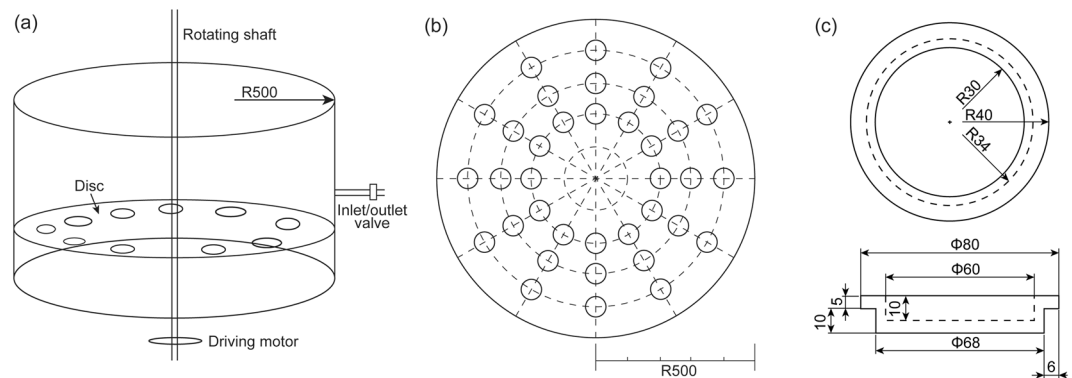 (a)
Rotating shaft
R500
Disc
Inlet/outlet
valve
Driving motor
(b)
R500
(c)
R30
R40
R34
Φ80
Φ60
5
10
10
Φ68
6